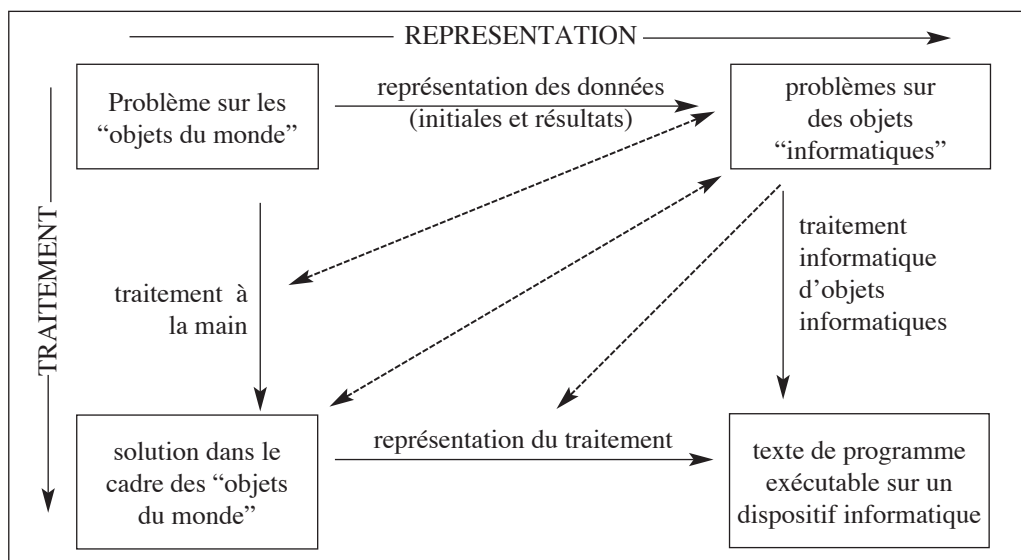 REPRESENTATION
Problème sur les
“objets du monde”
représentation des données
(initiales et résultats)
problèmes sur
des objets
“informatiques”
TRAITEMENT
traitement à
la main
traitement
informatique
d’objets
informatiques
solution dans le
cadre des “objets
du monde”
représentation du traitement
texte de programme
exécutable sur un
dispositif informatique